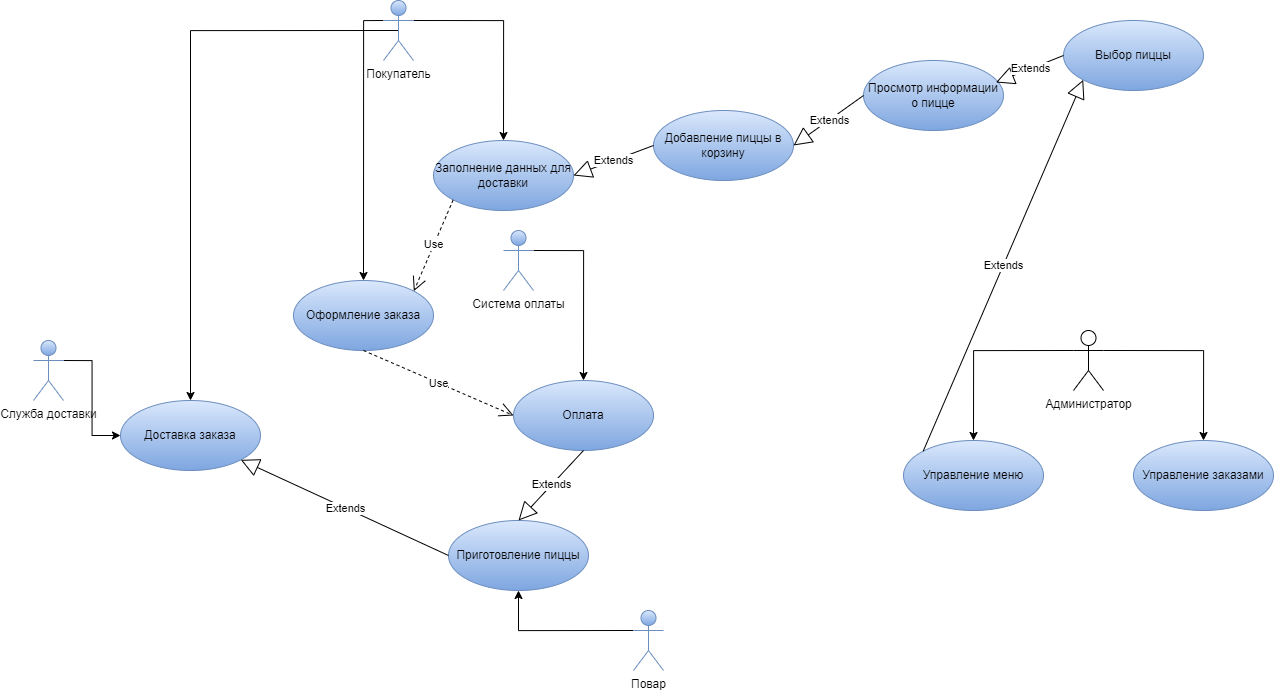 Покупатель
Выбор пиццы
Extends
Просмотр информации
о пицце
Extends
Добавление пиццы в
корзину
Extends
Заполнение данных для
доставки
Use
Система оплаты
Оформление заказа
Extends
Служба доставки
Use
Администратор
Доставка заказа
Оплата
Управление меню
Управление заказами
Extends
Extends
Приготовление пиццы
Повар